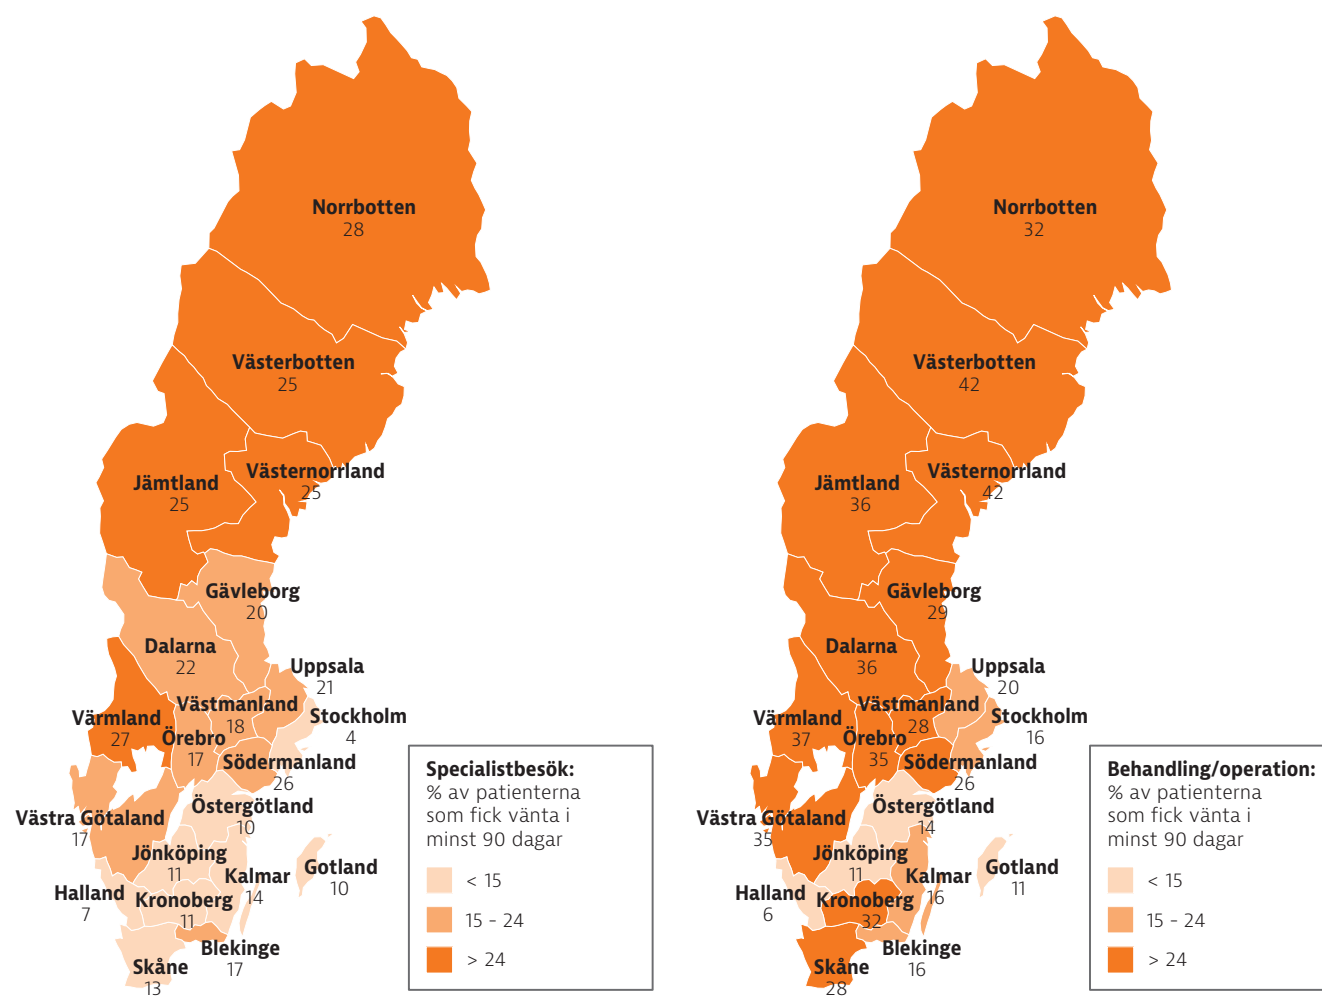 Norrbotten
28
Västerbotten
25
Västernorrland
25
Jämtland
25
Gävleborg
20
Dalarna
22
Uppsala
21
Västmanland
18
Stockholm
4
Värmland
27
Örebro
17
Södermanland
26
Östergötland
10
Västra Götaland
17
Jönköping
11
Gotland
10
Kalmar
14
Halland
7
Kronoberg
11
Blekinge
17
Skåne
13
Specialistbesök:
% av patienterna
som fick vänta i
minst 90 dagar
< 15
15 - 24
> 24
Norrbotten
32
Västerbotten
42
Västernorrland
42
Jämtland
36
Gävleborg
29
Dalarna
36
Uppsala
20
Västmanland
28
Stockholm
16
Värmland
37
Örebro
35
Södermanland
26
Östergötland
14
Västra Götaland
35
Jönköping
11
Gotland
11
Kalmar
16
Halland
6
Kronoberg
32
Blekinge
16
Skåne
28
Behandling/operation:
% av patienterna
som fick vänta i
minst 90 dagar
< 15
15 - 24
> 24